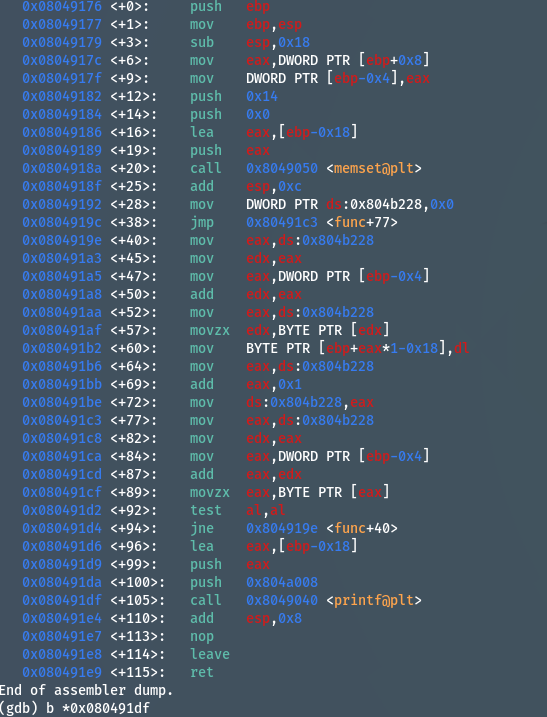 0x08049176 <+0>: push ebp
0x08049177 <+1>: mov ebp,esp
0x08049179 <+3>: sub esp,0x18
0x0804917c <+6>: mov eax,DWORD PTR [ebp+0x8]
0x0804917f <+9>: mov DWORD PTR [ebp-0x4],eax
0x08049182 <+12>: push 0x14
0x08049184 <+14>: push 0x0
0x08049186 <+16>: lea eax,[ebp-0x18]
0x08049189 <+19>: push eax
0x0804918a <+20>: call 0x8049050 <memset@plt>
0x0804918f <+25>: add esp,0xc
0x08049192 <+28>: mov DWORD PTR ds:0x804b228,0x0
0x0804919c <+38>: jmp 0x80491c3 <func+77>
0x0804919e <+40>: mov eax,ds:0x804b228
0x080491a3 <+45>: mov edx,eax
0x080491a5 <+47>: mov eax,DWORD PTR [ebp-0x4]
0x080491a8 <+50>: add edx,eax
0x080491aa <+52>: mov eax,ds:0x804b228
0x080491af <+57>: movzx edx,BYTE PTR [edx]
0x080491b2 <+60>: mov BYTE PTR [ebp+eax*1-0x18],dl
0x080491b6 <+64>: mov eax,ds:0x804b228
0x080491bb <+69>: add eax,0x1
0x080491be <+72>: mov ds:0x804b228,eax
0x080491c3 <+77>: mov eax,ds:0x804b228
0x080491c8 <+82>: mov edx,eax
0x080491ca <+84>: mov eax,DWORD PTR [ebp-0x4]
0x080491cd <+87>: add eax,edx
0x080491cf <+89>: movzx eax,BYTE PTR [eax]
0x080491d2 <+92>: test al,al
0x080491d4 <+94>: jne 0x804919e <func+40>
0x080491d6 <+96>: lea eax,[ebp-0x18]
0x080491d9 <+99>: push eax
0x080491da <+100>: push 0x804a008
0x080491df <+105>: call 0x8049040 <printf@plt>
0x080491e4 <+110>: add esp,0x8
0x080491e7 <+113>: nop
0x080491e8 <+114>: leave
0x080491e9 <+115>: ret
End of assembler dump.
(gdb) b *0x080491df